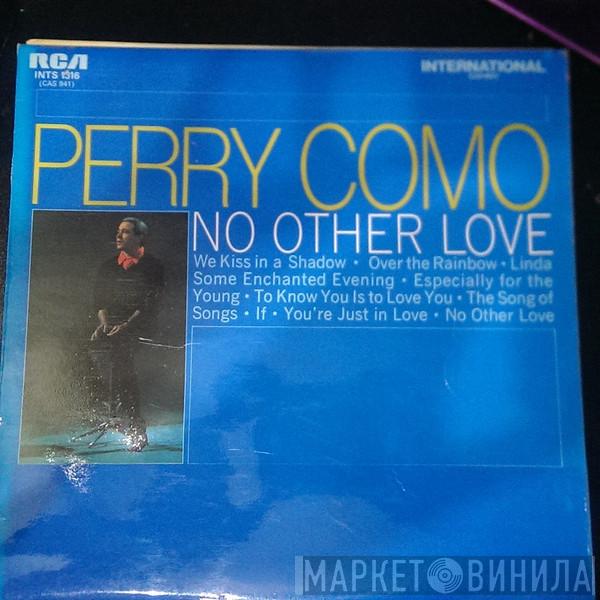 RCA
INTS 1316
(CAS 941)
INTERNATIONAL
PERRY COMO
NO OTHER LOVE
We Kiss in a Shadow • Over the Rainbow • Linda
Some Enchanted Evening • Especially for the
Young • To Know You Is to Love You • The Song of
Songs • If • You're Just in Love • No Other Love
МАРКЕТ ВИНИЛА